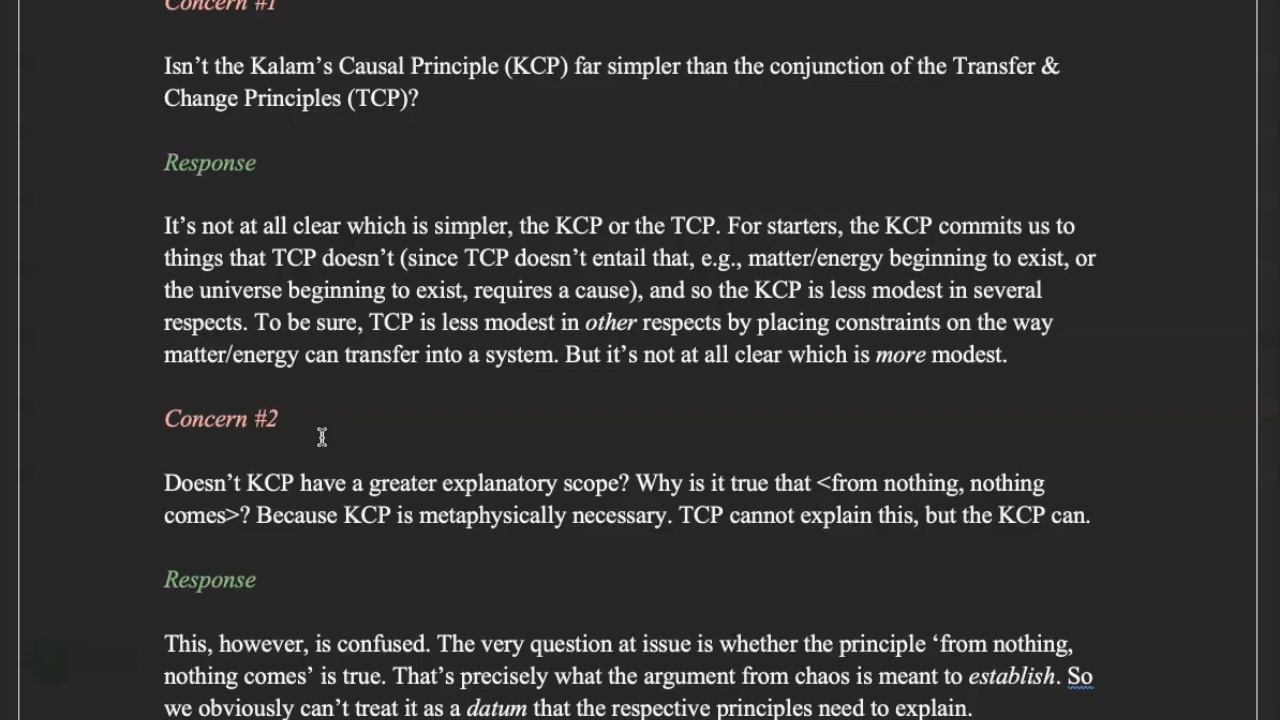 Concern #1
Isn’t the Kalam’s Causal Principle (KCP) far simpler than the conjunction of the Transfer &
Change Principles (TCP)?
Response
It’s not at all clear which is simpler, the KCP or the TCP. For starters, the KCP commits us to
things that TCP doesn’t (since TCP doesn’t entail that, e.g., matter/energy beginning to exist, or
the universe beginning to exist, requires a cause), and so the KCP is less modest in several
respects. To be sure, TCP is less modest in other respects by placing constraints on the way
matter/energy can transfer into a system. But it’s not at all clear which is more modest.
Concern #2
Doesn’t KCP have a greater explanatory scope? Why is it true that <from nothing, nothing
comes>? Because KCP is metaphysically necessary. TCP cannot explain this, but the KCP can.
Response
This, however, is confused. The very question at issue is whether the principle ‘from nothing,
nothing comes’ is true. That’s precisely what the argument from chaos is meant to establish. So
we obviously can’t treat it as a datum that the respective principles need to explain.